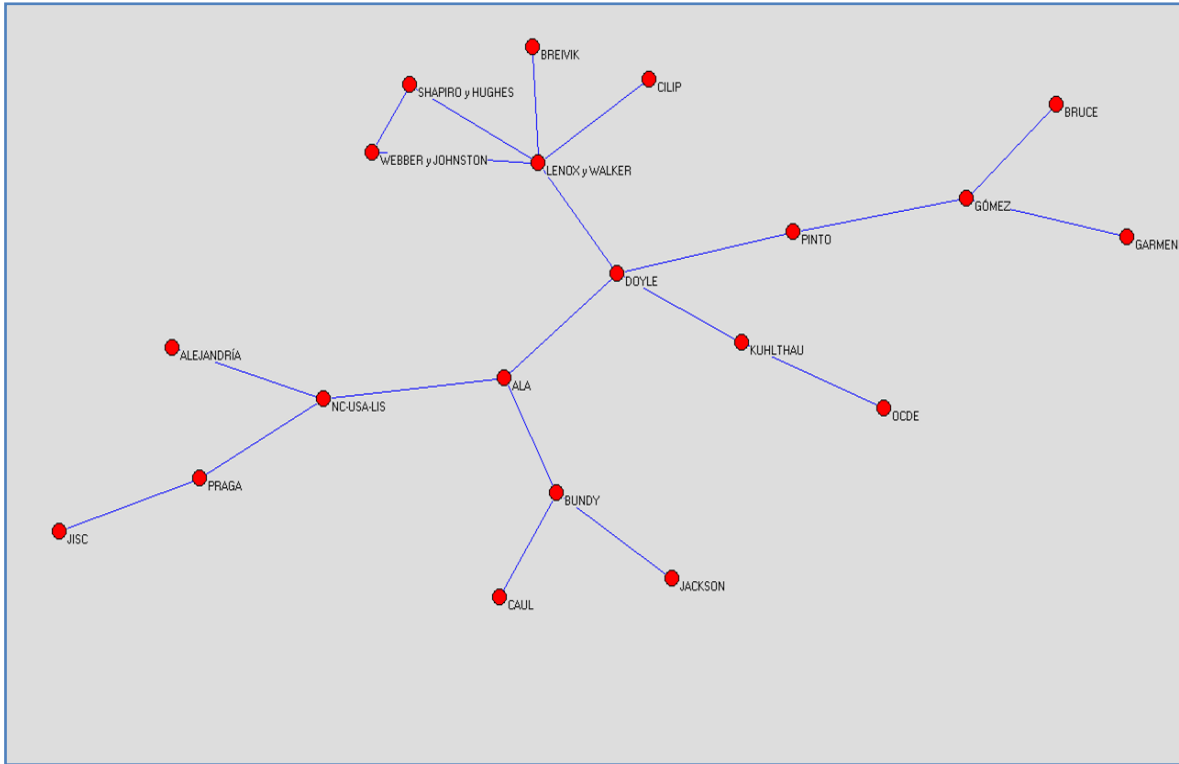 BREIVIK
CILIP
SHAPIRO y HUGHES
BRUCE
WEBBER y JOHNSTON
LENOX y WALKER
GÓMEZ
PINTO
GARMEN
DOYLE
KUHLTHAU
ALEJANDRÍA
ALA
NC-USA-LIS
OCDE
PRAGA
BUNDY
JISC
JACKSON
CAUL